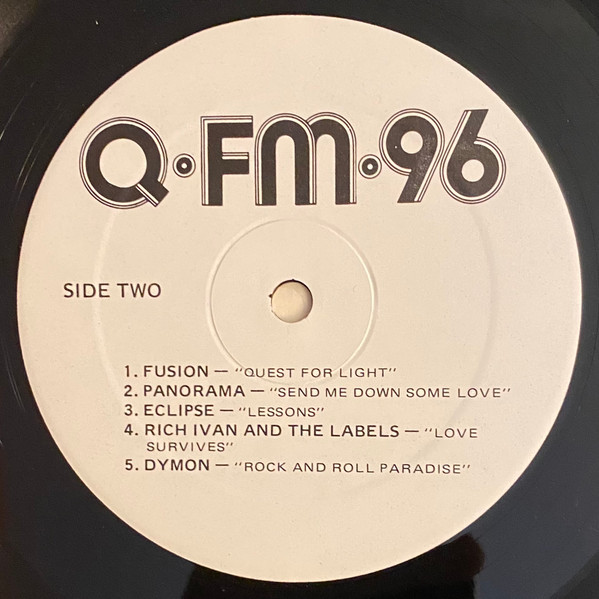 Q•FM•96
SIDE TWO
1. FUSION — "QUEST FOR LIGHT"
2. PANORAMA — "SEND ME DOWN SOME LOVE"
3. ECLIPSE — "LESSONS"
4. RICH IVAN AND THE LABELS — "LOVE
SURVIVES"
5. DYMON — "ROCK AND ROLL PARADISE"